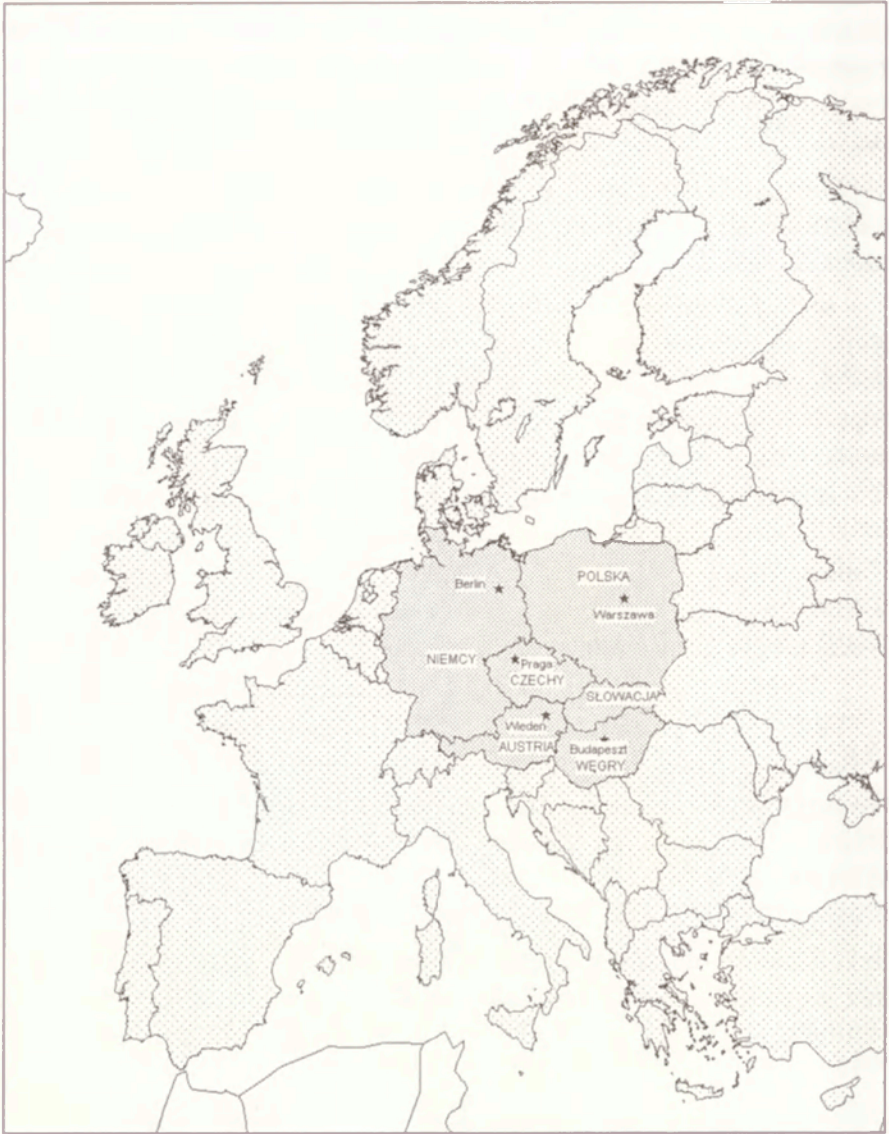 POLSKA
Berlin
Warszawa
NIEMCY
Praga
CZECHY
SŁOWACJA
Wiedeń
Budapeszt
AUSTRIA
WĘGRY